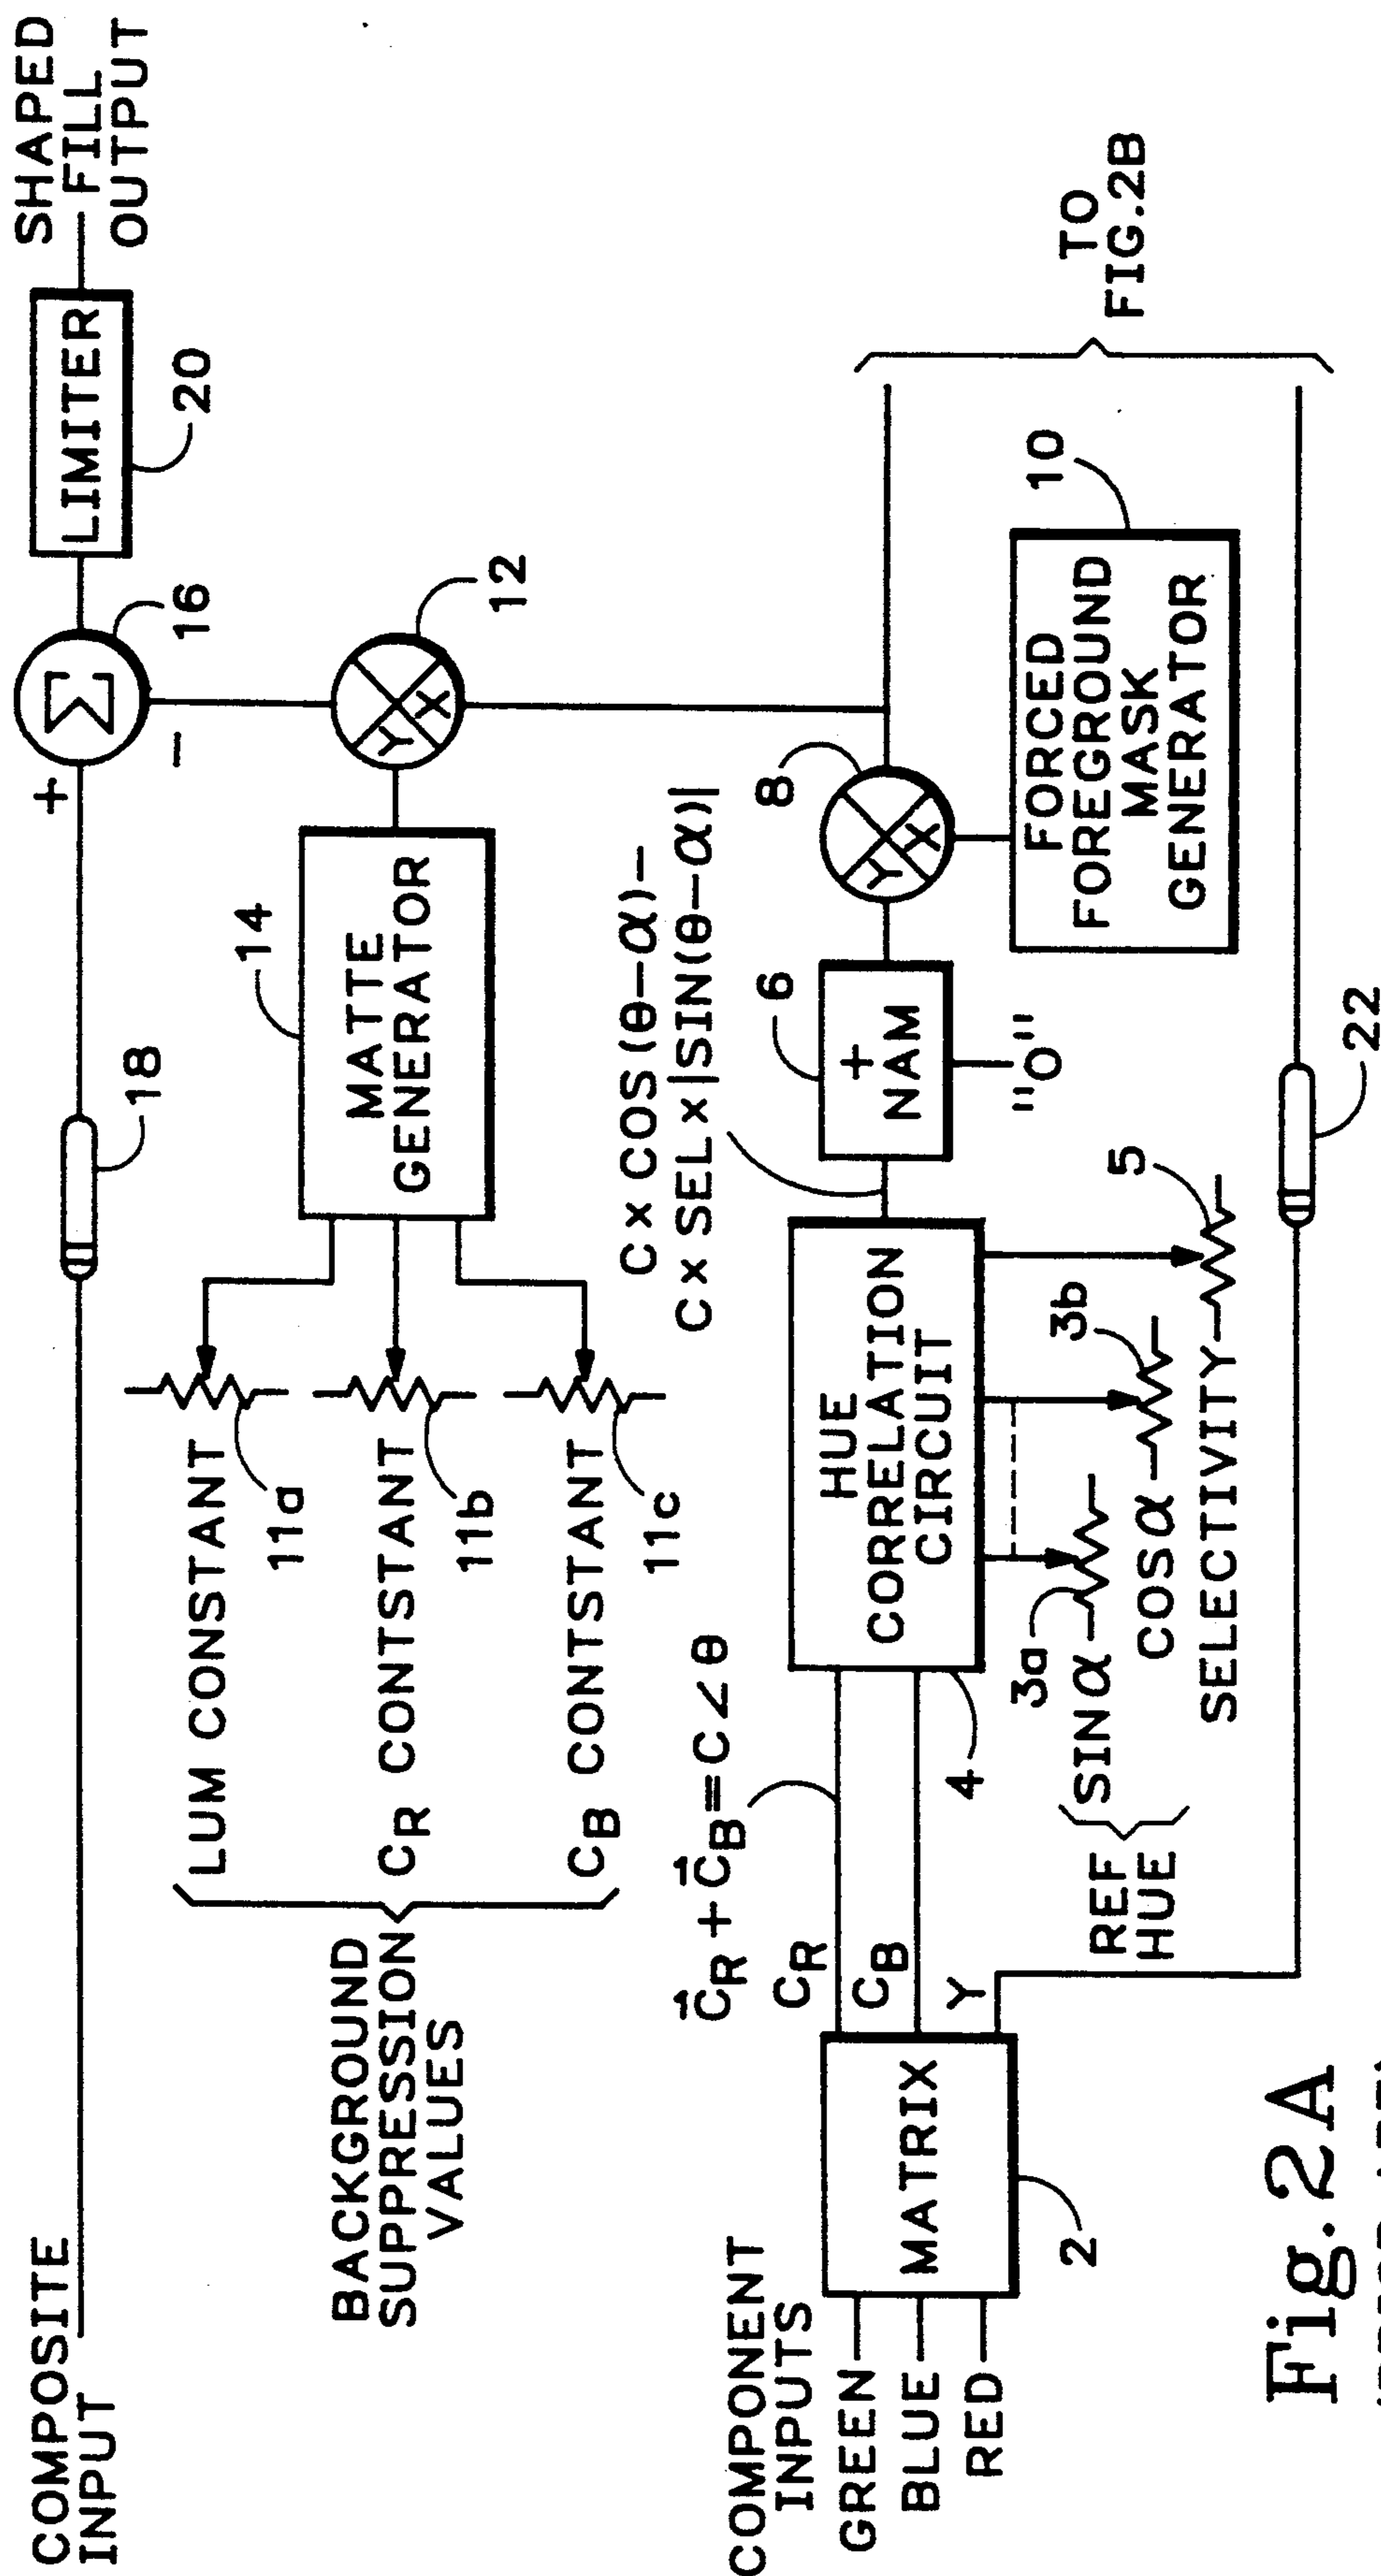 COMPOSITE
INPUT
18
+
-
Σ
16
LIMITER
20
SHAPED
FILL
OUTPUT
BACKGROUND
SUPPRESSION
VALUES
LUM CONSTANT
11a
CR CONTSTANT
11b
CB CONTSTANT
11c
14
MATTE
GENERATOR
Y
X
12
COMPONENT
INPUTS
GREEN
BLUE
RED
MATRIX
2
CR + CB = C∠θ
CR
CB
Y
HUE
CORRELATION
CIRCUIT
4
REF
HUE
SINα
3a
COSα
3b
SELECTIVITY
5
C x COS(θ-α)-
C x SEL x|SIN(θ-α)|
+
NAM
6
"0"
Y
X
8
FORCED
FOREGROUND
MASK
GENERATOR
10
22
TO
FIG.2B
Fig. 2A